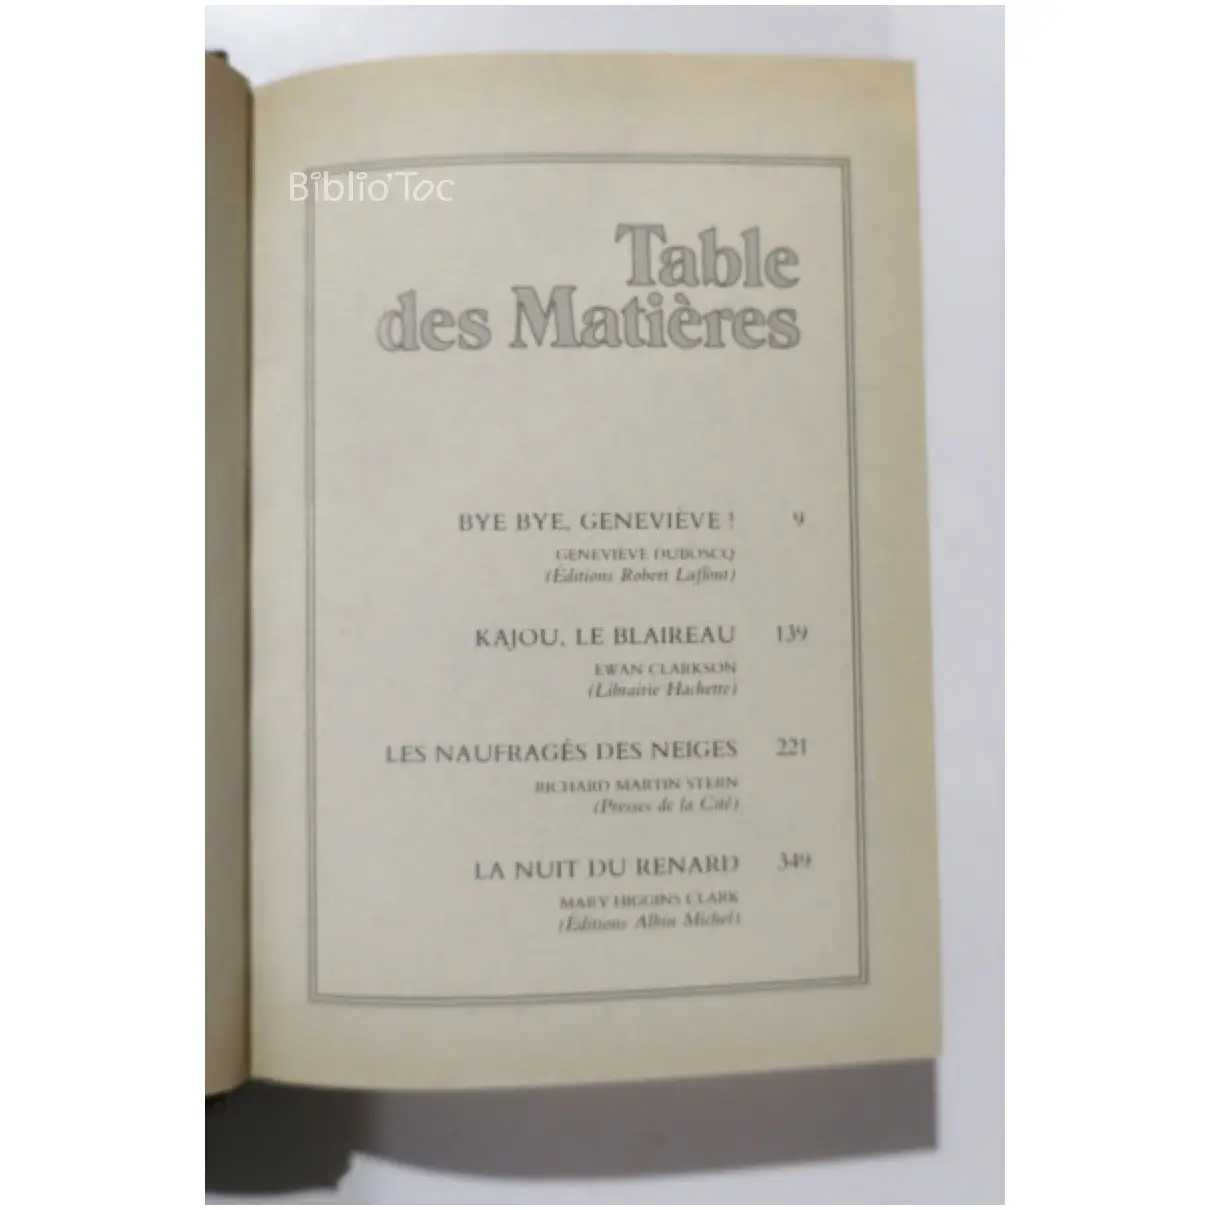 Biblio'Toc
Table
des Matières
BYE BYE, GENEVIÈVE ! 9
GENEVIÈVE DUBOSCQ
(Éditions Robert Laffont)
KAJOU, LE BLAIREAU 139
EWAN CLARKSON
(Librairie Hachette)
LES NAUFRAGÉS DES NEIGES 221
RICHARD MARTIN STERN
(Presses de la Cité)
LA NUIT DU RENARD 349
MARY HIGGINS CLARK
(Éditions Albin Michel)